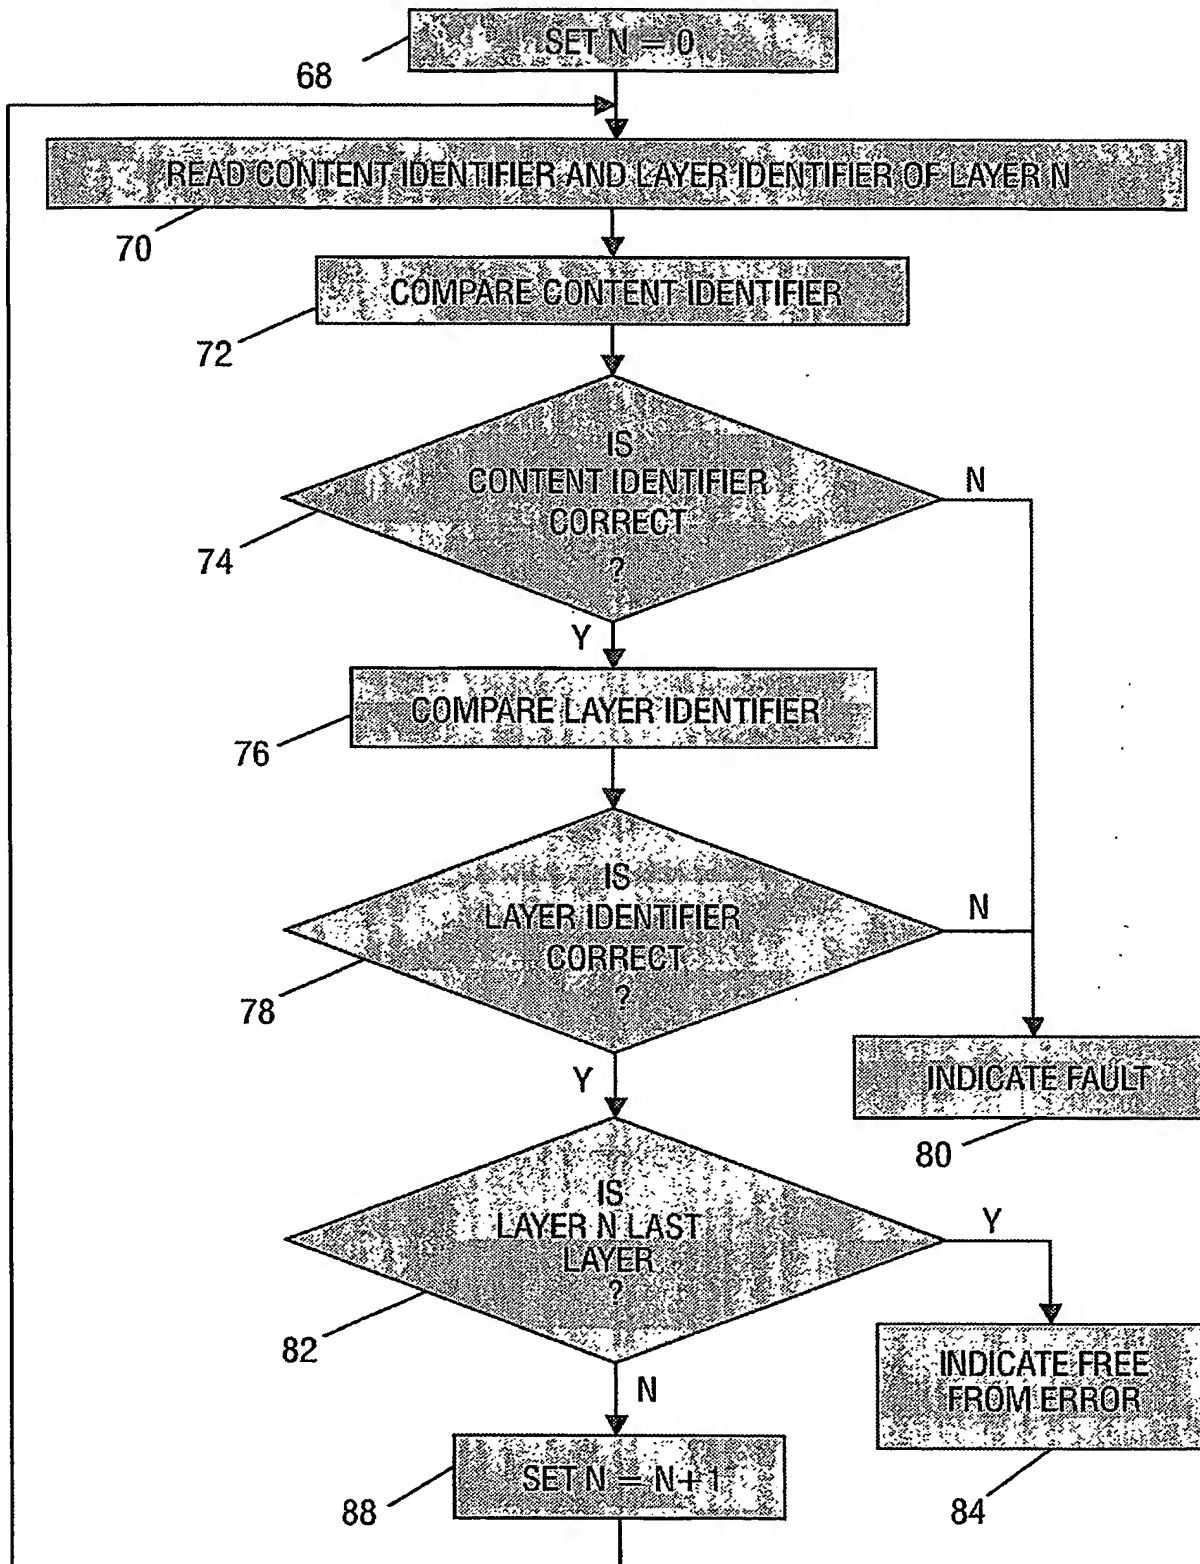 SET N = 0
68
READ CONTENT IDENTIFIER AND LAYER IDENTIFIER OF LAYER N
70
COMPARE CONTENT IDENTIFIER
72
IS
CONTENT IDENTIFIER
CORRECT
?
N
74
Y
COMPARE LAYER IDENTIFIER
76
IS
LAYER IDENTIFIER
CORRECT
?
N
78
Y
INDICATE FAULT
80
IS
LAYER N LAST
LAYER
?
Y
82
N
INDICATE FREE
FROM ERROR
84
SET N = N+1
88